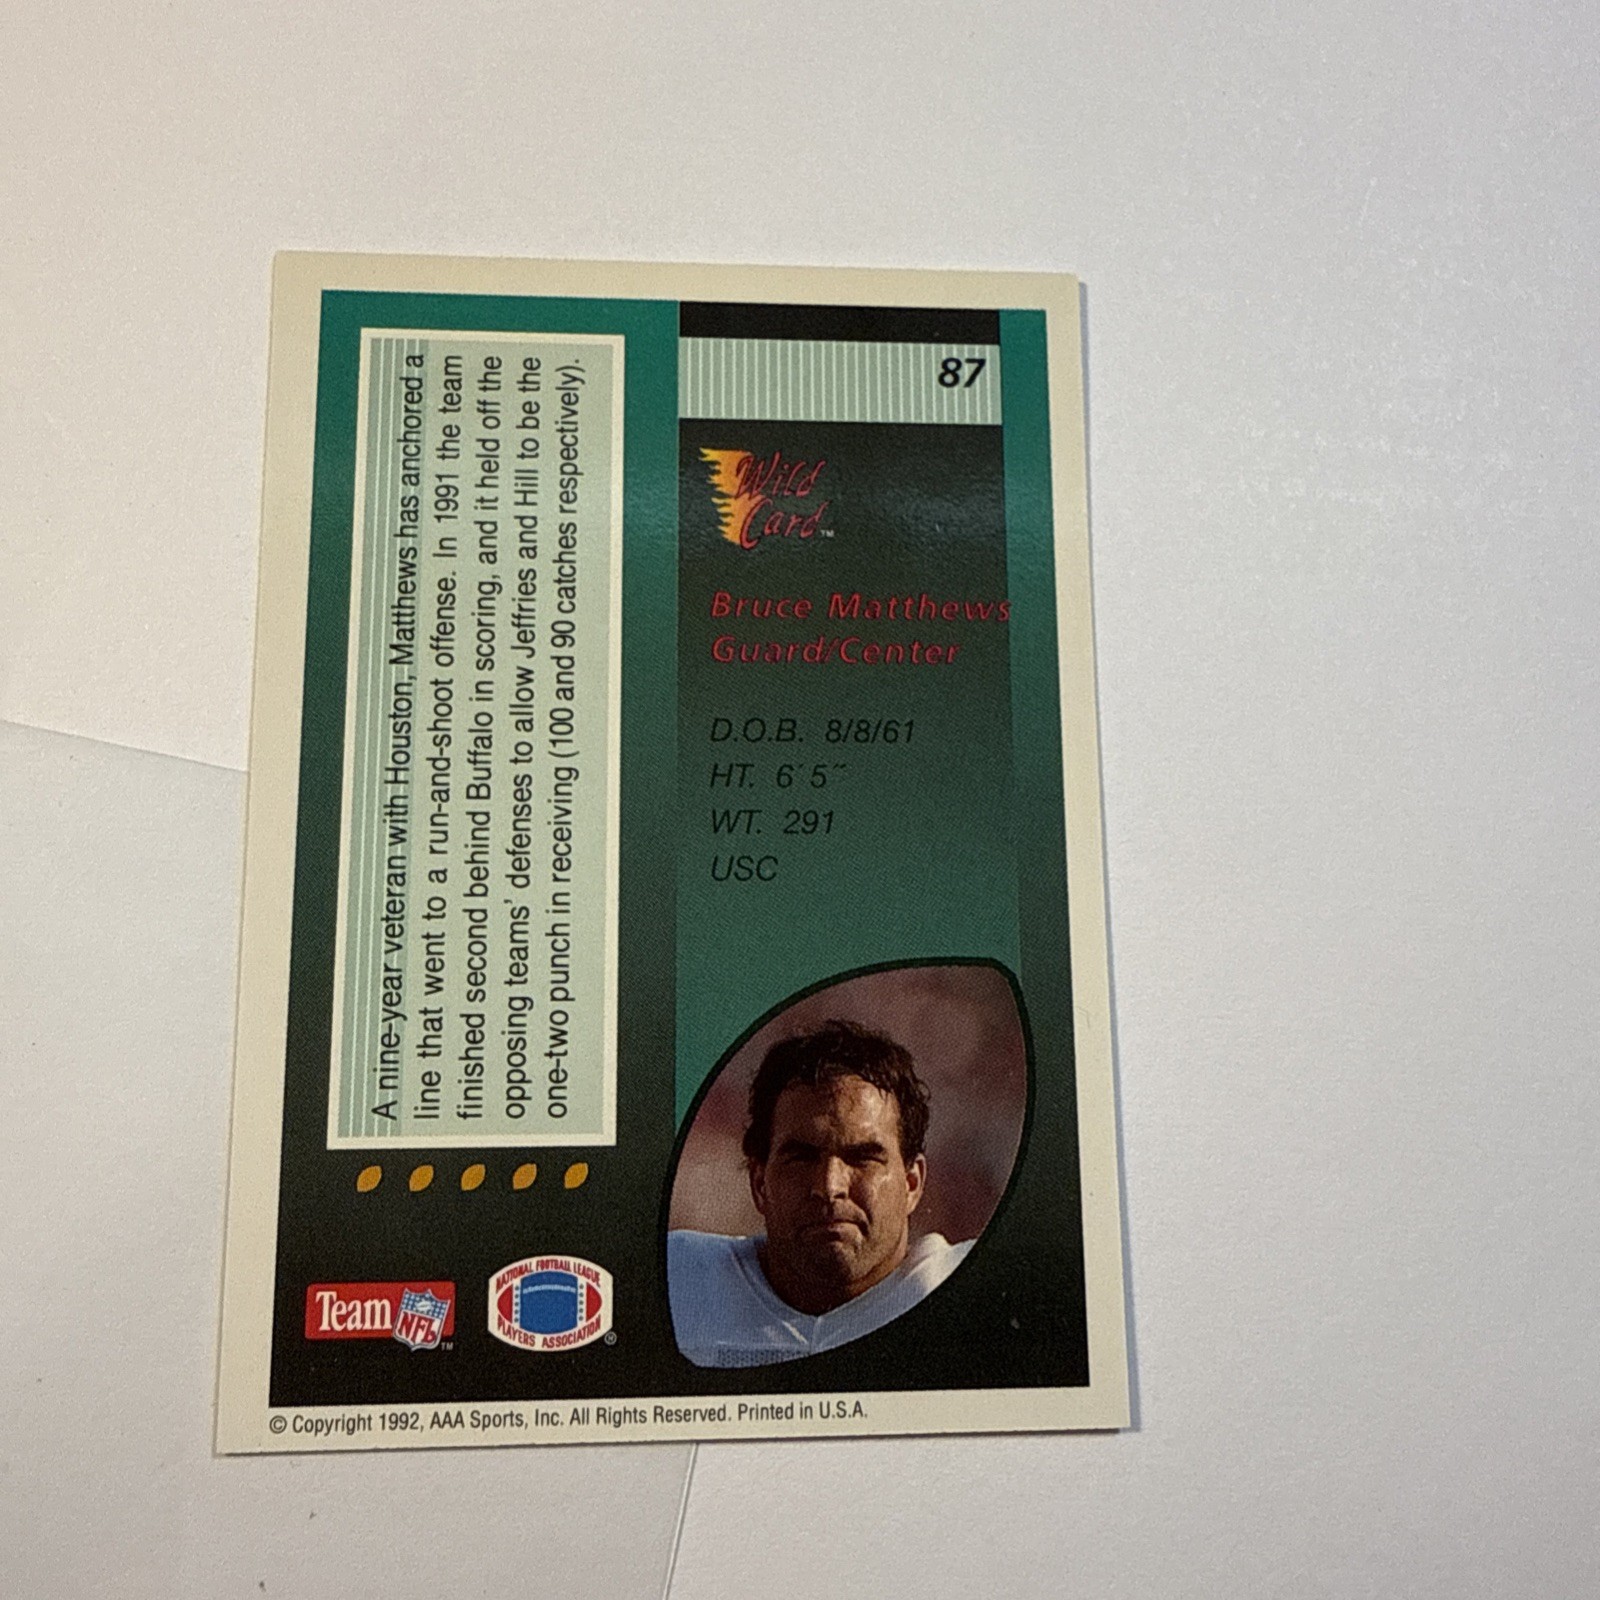 87
Wild
Card™
Bruce Matthews
Guard/Center
D.O.B. 8/8/61
HT. 6´5˝
WT. 291
USC
A nine-year veteran with Houston, Matthews has anchored a
line that went to a run-and-shoot offense. In 1991 the team
finished second behind Buffalo in scoring, and it held off the
opposing teams' defenses to allow Jeffries and Hill to be the
one-two punch in receiving (100 and 90 catches respectively).
Team NFL™
NATIONAL FOOTBALL LEAGUE
PLAYERS ASSOCIATION®
© Copyright 1992, AAA Sports, Inc. All Rights Reserved. Printed in U.S.A.